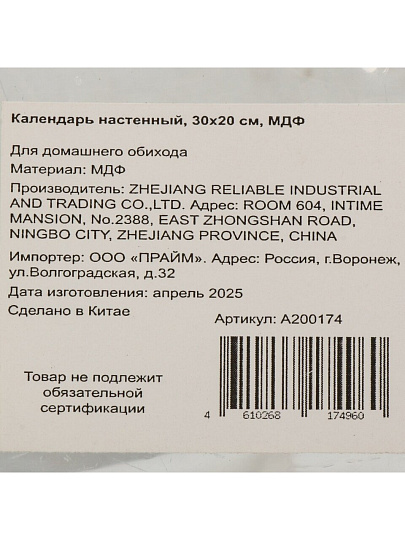 Календарь настенный, 30х20 см, МДФ
Для домашнего обихода
Материал: МДФ
Производитель: ZHEJIANG RELIABLE INDUSTRIAL
AND TRADING CO.,LTD. Адрес: ROOM 604, INTIME
MANSION, No.2388, EAST ZHONGSHAN ROAD,
NINGBO CITY, ZHEJIANG PROVINCE, CHINA
Импортер: ООО «ПРАЙМ». Адрес: Россия, г.Воронеж,
ул.Волгоградская, д.32
Дата изготовления: апрель 2025
Сделано в Китае
Артикул: А200174
Товар не подлежит
обязательной
сертификации
4 610268 174960